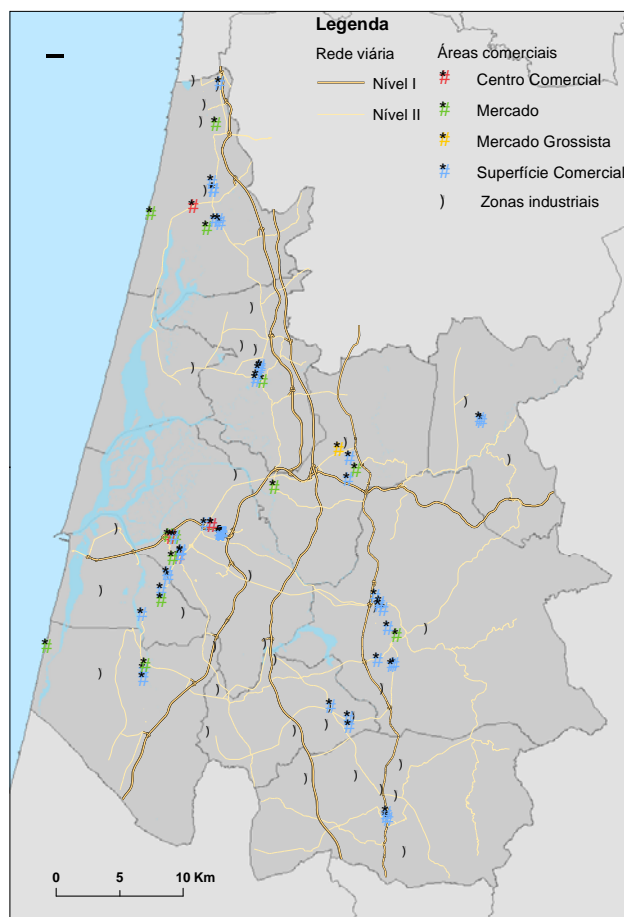 Legenda
Rede viária
Nível I
Nível II
Áreas comerciais
Centro Comercial
Mercado
Mercado Grossista
Superfície Comercial
Zonas industriais
0 5 10 Km